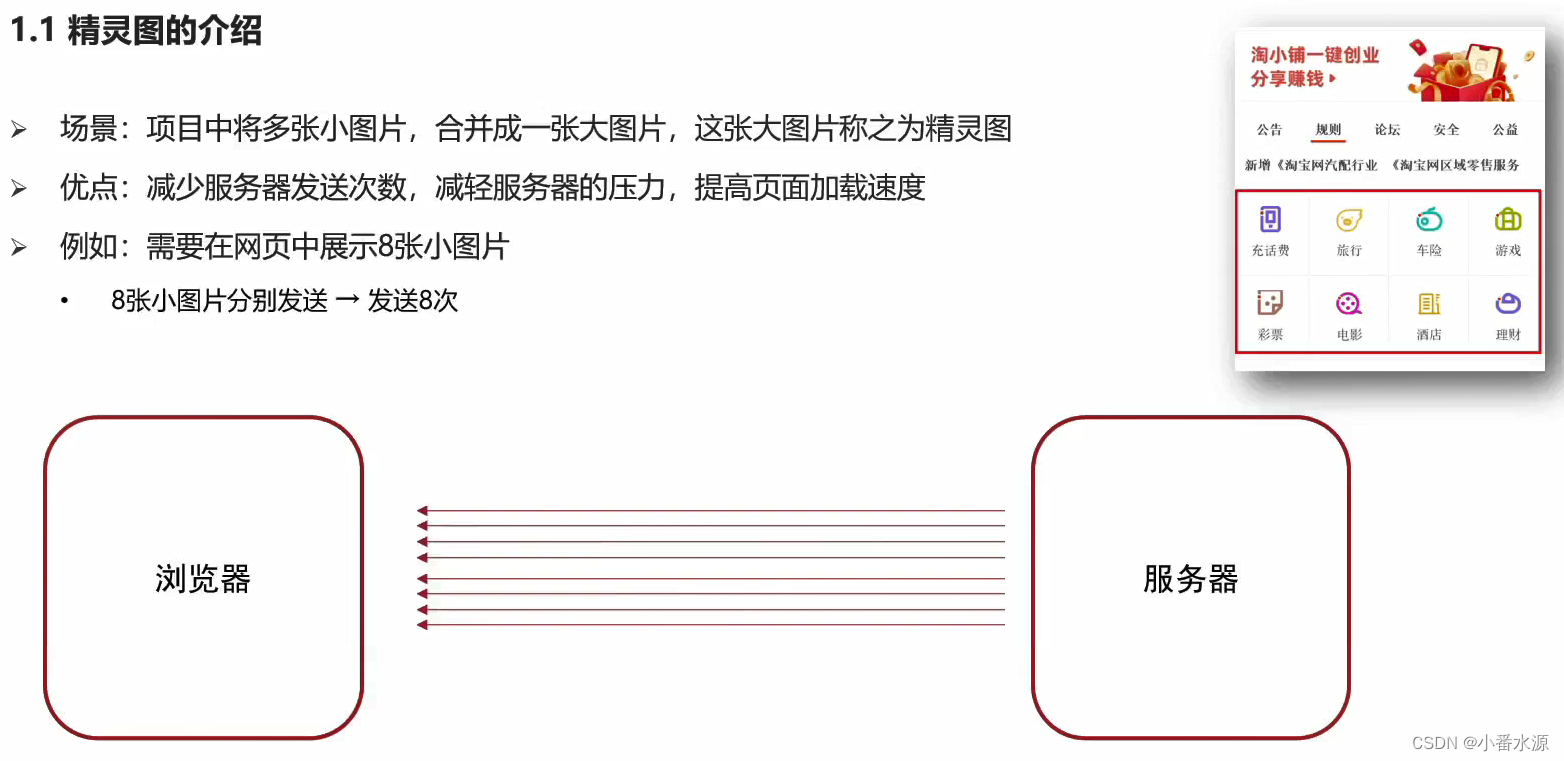 1.1 精灵图的介绍
➢ 场景：项目中将多张小图片，合并成一张大图片，这张大图片称之为精灵图
➢ 优点：减少服务器发送次数，减轻服务器的压力，提高页面加载速度
➢ 例如：需要在网页中展示8张小图片
• 8张小图片分别发送 → 发送8次
淘小铺一键创业
分享赚钱
公告 规则 论坛 安全 公益
新增《淘宝网汽配行业 《淘宝网区域零售服务
充话费 旅行 车险 游戏
彩票 电影 酒店 理财
浏览器
服务器
CSDN @小番水源